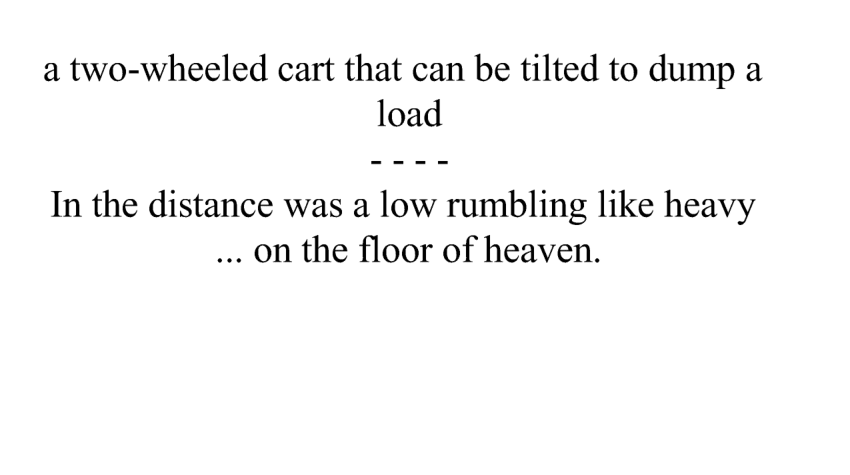 a two-wheeled cart that can be tilted to dump a
load
- - - -
In the distance was a low rumbling like heavy
... on the floor of heaven.